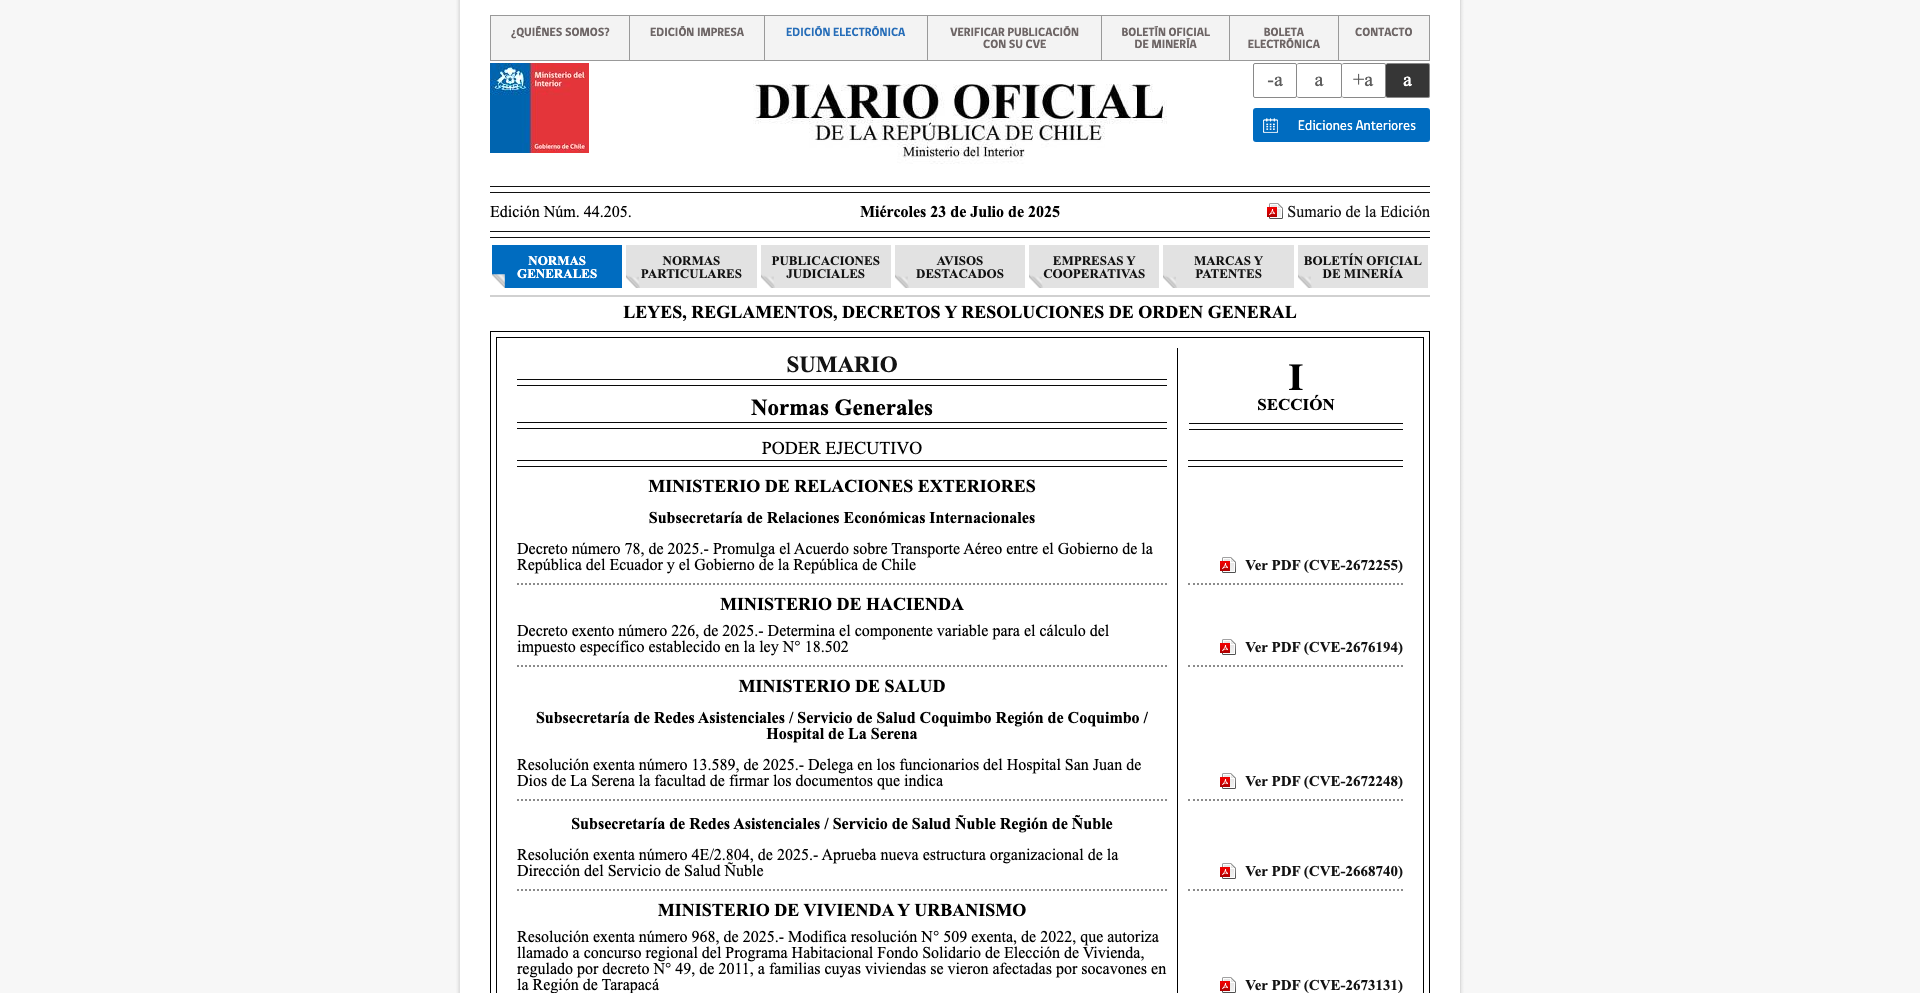 ¿QUIÉNES SOMOS?
EDICIÓN IMPRESA
EDICIÓN ELECTRÓNICA
VERIFICAR PUBLICACIÓN
CON SU CVE
BOLETÍN OFICIAL
DE MINERÍA
BOLETA
ELECTRÓNICA
CONTACTO
Ministerio del
Interior
Gobierno de Chile
DIARIO OFICIAL
DE LA REPÚBLICA DE CHILE
Ministerio del Interior
-a
a
+a
a
Ediciones Anteriores
Edición Núm. 44.205.
Miércoles 23 de Julio de 2025
Sumario de la Edición
NORMAS
GENERALES
NORMAS
PARTICULARES
PUBLICACIONES
JUDICIALES
AVISOS
DESTACADOS
EMPRESAS Y
COOPERATIVAS
MARCAS Y
PATENTES
BOLETÍN OFICIAL
DE MINERÍA
LEYES, REGLAMENTOS, DECRETOS Y RESOLUCIONES DE ORDEN GENERAL
SUMARIO
I
SECCIÓN
Normas Generales
PODER EJECUTIVO
MINISTERIO DE RELACIONES EXTERIORES
Subsecretaría de Relaciones Económicas Internacionales
Decreto número 78, de 2025.- Promulga el Acuerdo sobre Transporte Aéreo entre el Gobierno de la
República del Ecuador y el Gobierno de la República de Chile
Ver PDF (CVE-2672255)
MINISTERIO DE HACIENDA
Decreto exento número 226, de 2025.- Determina el componente variable para el cálculo del
impuesto específico establecido en la ley N° 18.502
Ver PDF (CVE-2676194)
MINISTERIO DE SALUD
Subsecretaría de Redes Asistenciales / Servicio de Salud Coquimbo Región de Coquimbo /
Hospital de La Serena
Resolución exenta número 13.589, de 2025.- Delega en los funcionarios del Hospital San Juan de
Dios de La Serena la facultad de firmar los documentos que indica
Ver PDF (CVE-2672248)
Subsecretaría de Redes Asistenciales / Servicio de Salud Ñuble Región de Ñuble
Resolución exenta número 4E/2.804, de 2025.- Aprueba nueva estructura organizacional de la
Dirección del Servicio de Salud Ñuble
Ver PDF (CVE-2668740)
MINISTERIO DE VIVIENDA Y URBANISMO
Resolución exenta número 968, de 2025.- Modifica resolución N° 509 exenta, de 2022, que autoriza
llamado a concurso regional del Programa Habitacional Fondo Solidario de Elección de Vivienda,
regulado por decreto N° 49, de 2011, a familias cuyas viviendas se vieron afectadas por socavones en
la Región de Tarapacá
Ver PDF (CVE-2673131)